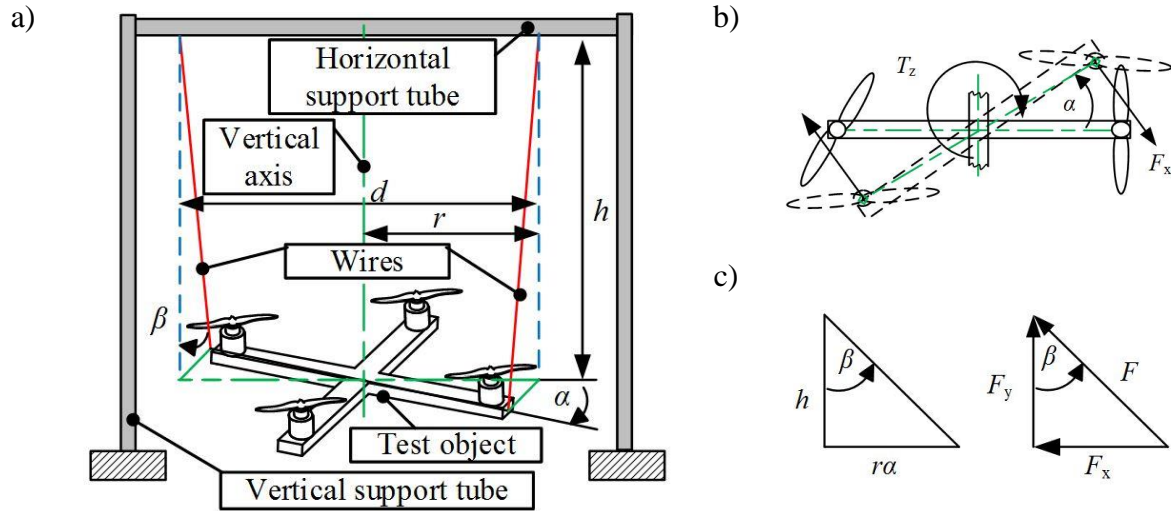 a)
Horizontal
support tube
Vertical
axis
d
r
h
Wires
β
α
Test object
Vertical support tube
b)
T_z
α
F_x
c)
β
h
rα
β
F_y
F
F_x